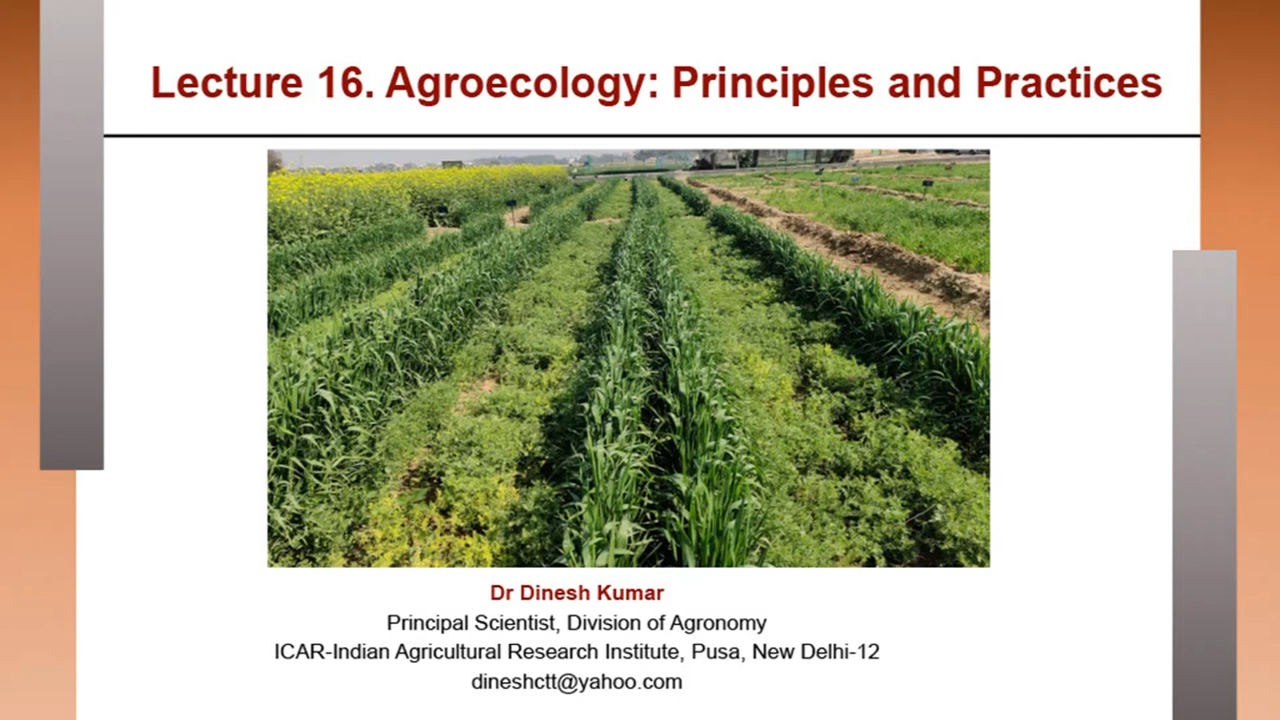 Lecture 16. Agroecology: Principles and Practices
Dr Dinesh Kumar
Principal Scientist, Division of Agronomy
ICAR-Indian Agricultural Research Institute, Pusa, New Delhi-12
dineshctt@yahoo.com